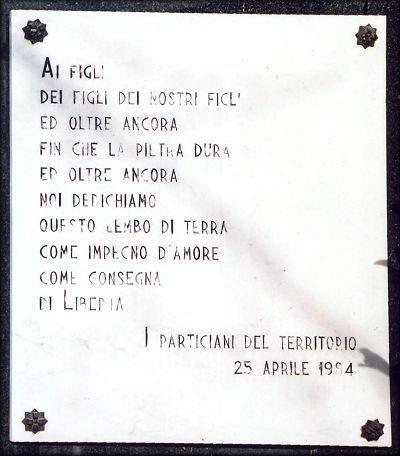 Ai figli
dei figli dei nostri figli
ed oltre ancora
fin che la pietra dura
ed oltre ancora
noi dedichiamo
questo lembo di terra
come impegno d'amore
come consegna
di Libertà
I partigiani del territorio
25 aprile 1984